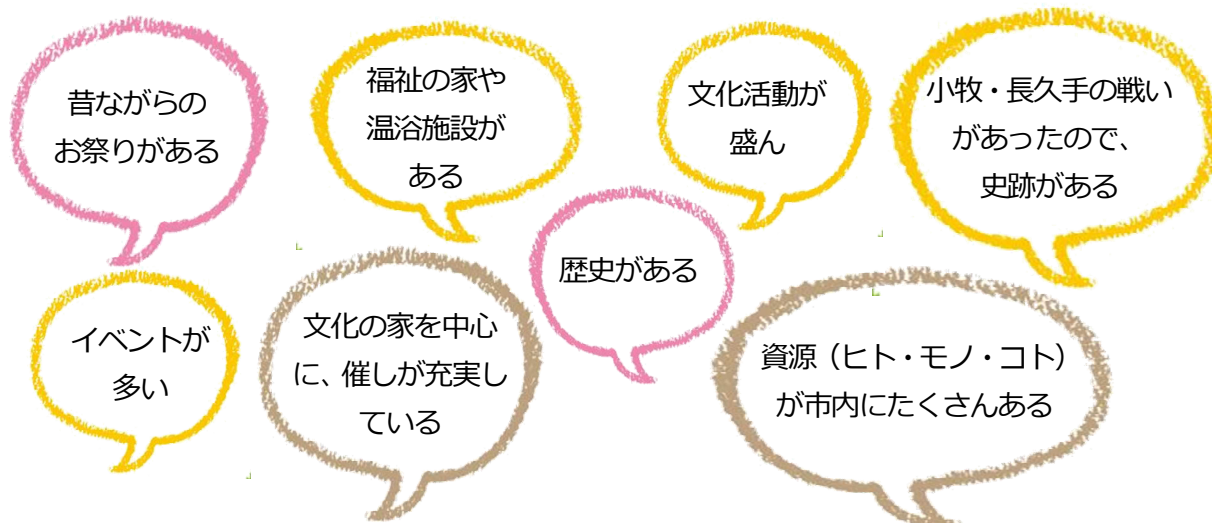 昔ながらの
お祭りがある
福祉の家や
温浴施設が
ある
文化活動が
盛ん
小牧・長久手の戦い
があったので、
史跡がある
歴史がある
イベントが
多い
文化の家を中心
に、催しが充実し
ている
資源（ヒト・モノ・コト）
が市内にたくさんある